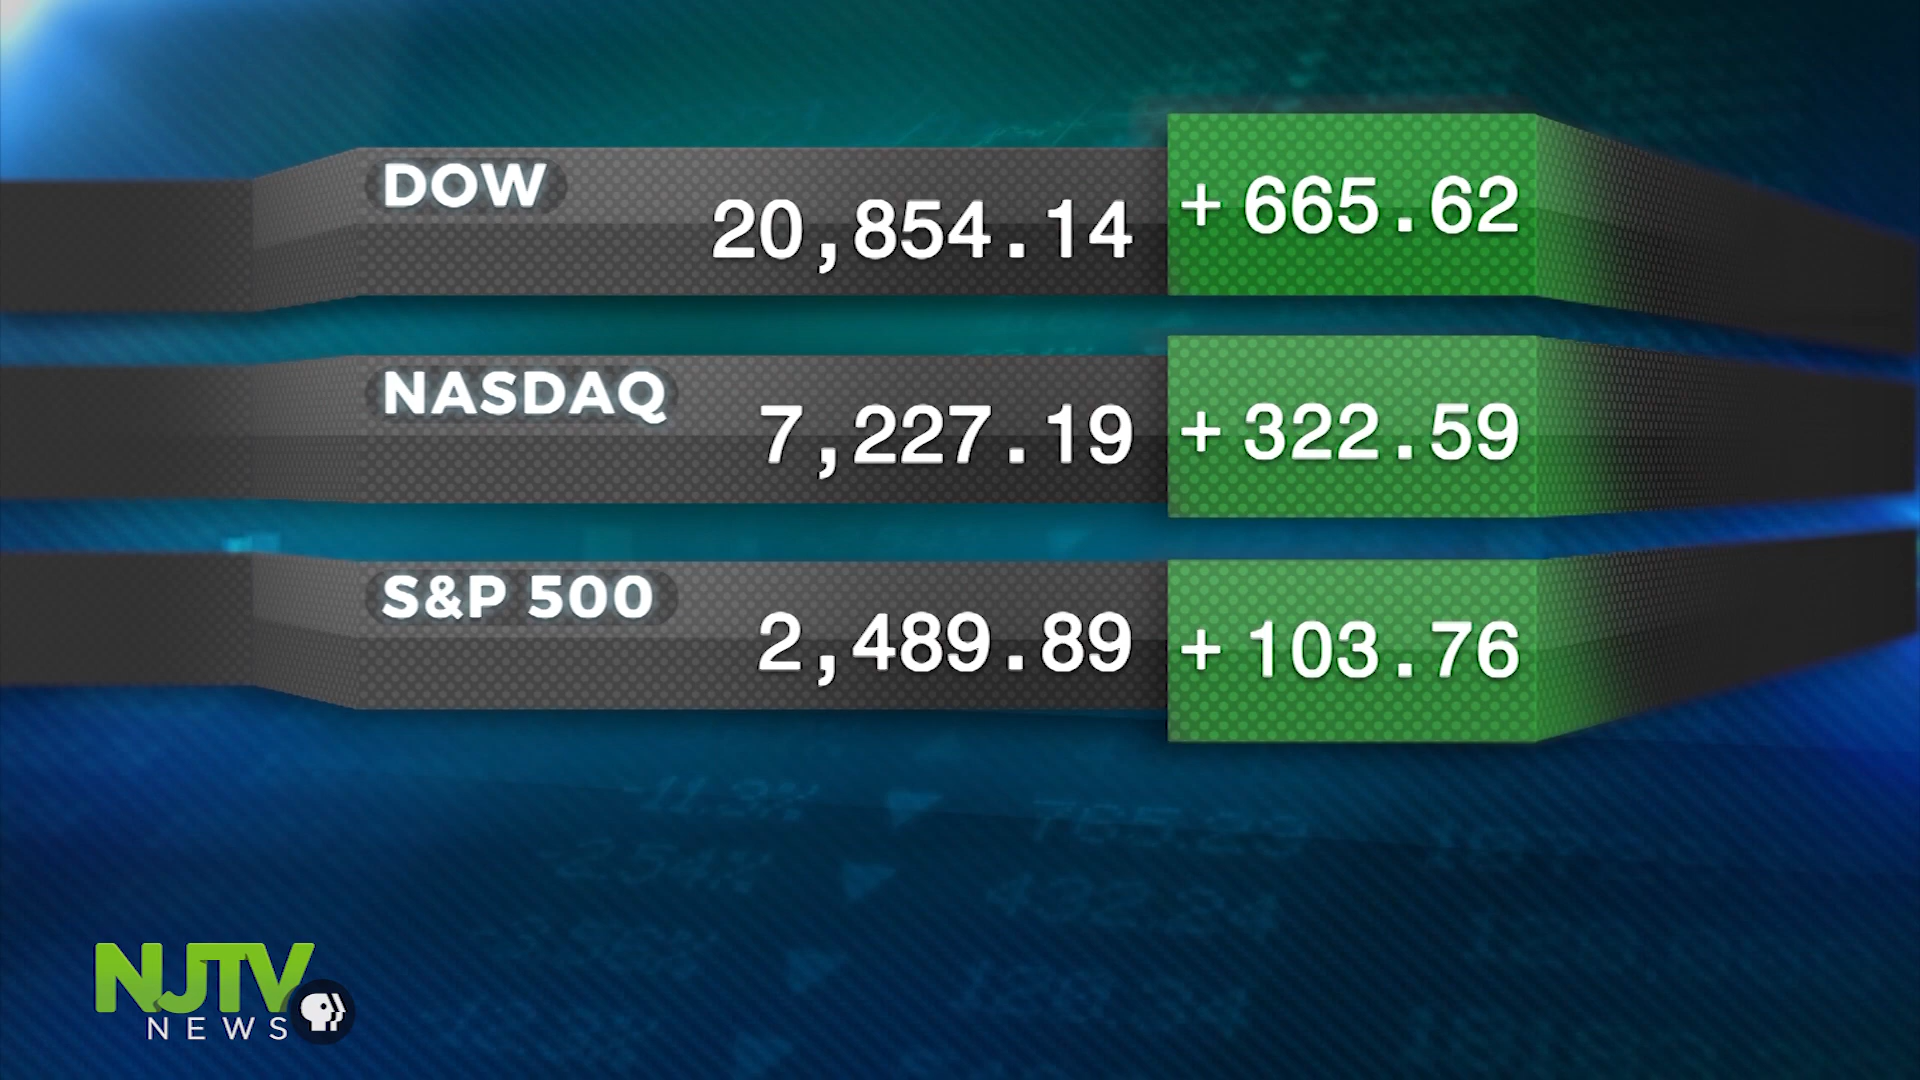 DOW
20,854.14 +665.62
NASDAQ
7,227.19 +322.59
S&P 500
2,489.89 +103.76
NJTV
NEWS